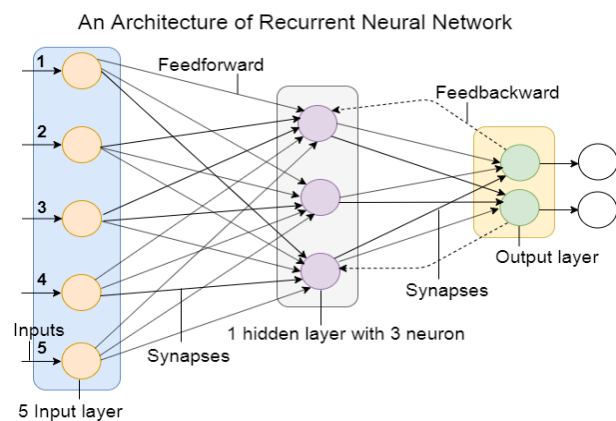 An Architecture of Recurrent Neural Network
1
Feedforward
Feedbackward
2
3
4
Inputs
5
Synapses
5 Input layer
1 hidden layer with 3 neuron
Synapses
Output layer